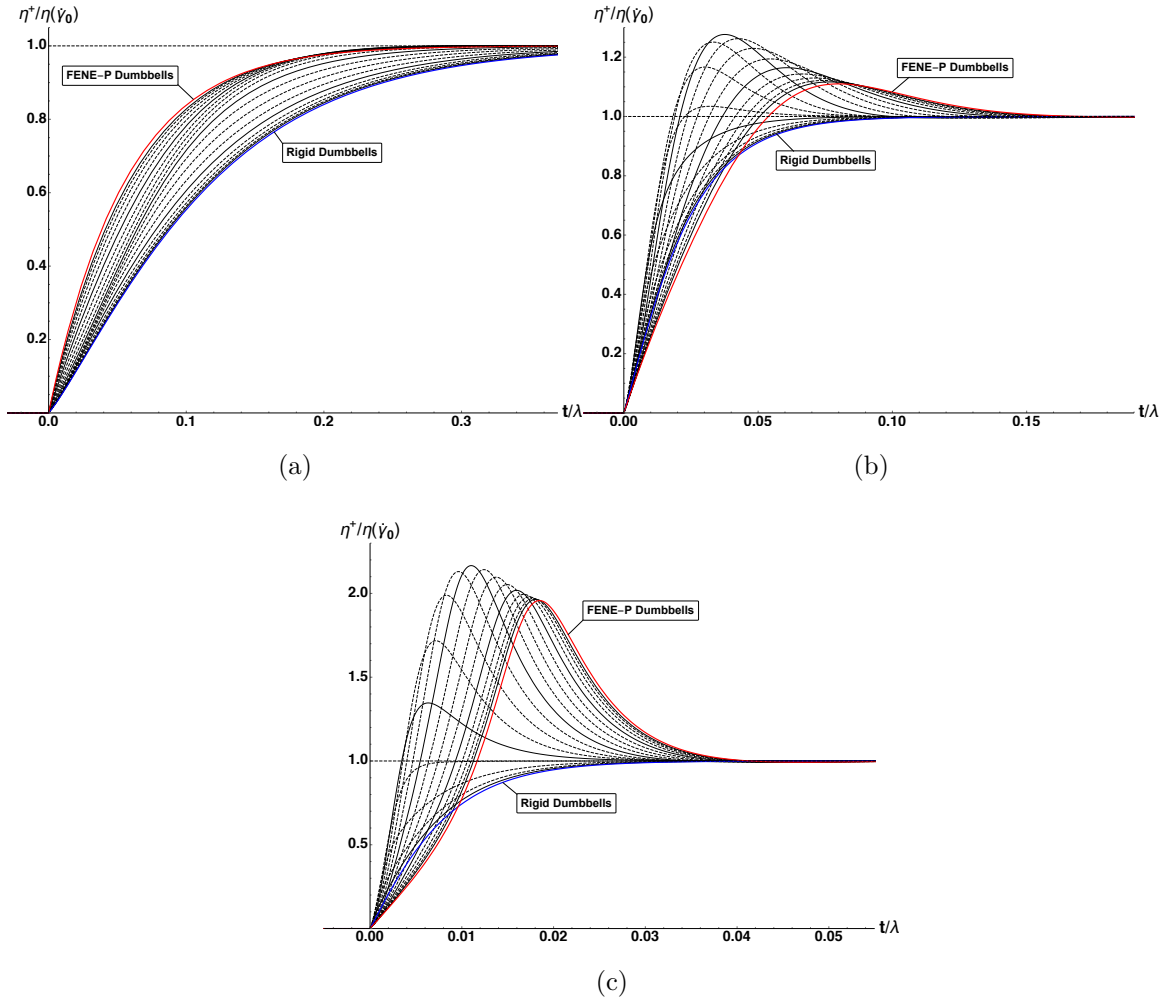 η⁺/η(γ̇₀)
1.0
FENE−P Dumbbells
0.8
Rigid Dumbbells
0.6
0.4
0.2
0.0 0.1 0.2 0.3 t/λ
(a)
η⁺/η(γ̇₀)
1.2
FENE−P Dumbbells
1.0
Rigid Dumbbells
0.8
0.6
0.4
0.2
0.00 0.05 0.10 0.15 t/λ
(b)
η⁺/η(γ̇₀)
2.0
FENE−P Dumbbells
1.5
1.0
Rigid Dumbbells
0.5
0.00 0.01 0.02 0.03 0.04 0.05 t/λ
(c)